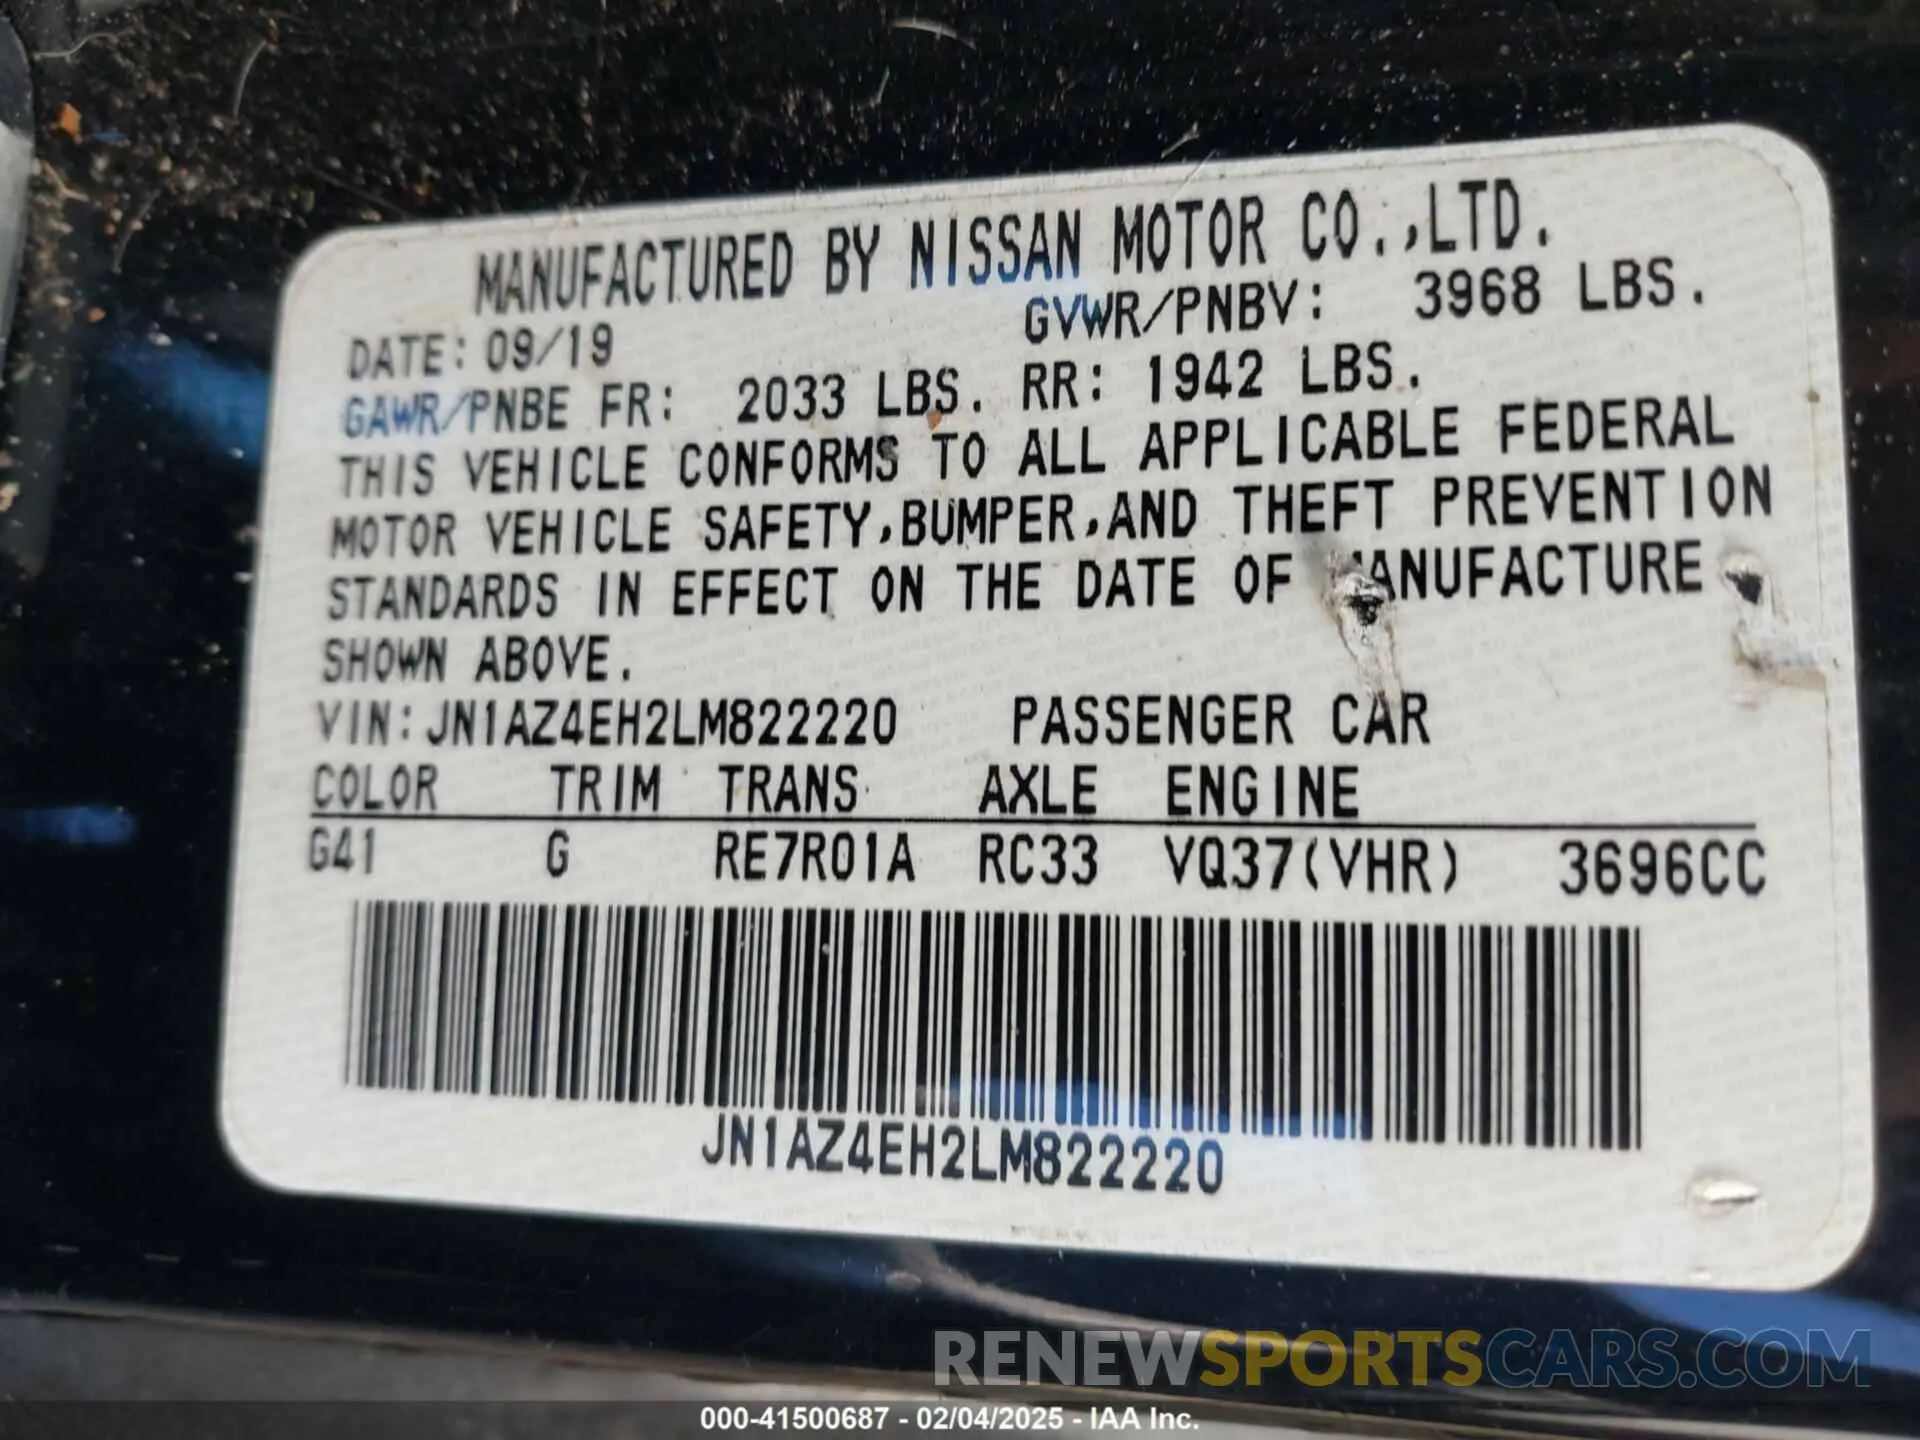 MANUFACTURED BY NISSAN MOTOR CO.,LTD.
DATE: 09/19 GVWR/PNBV: 3968 LBS.
GAWR/PNBE FR: 2033 LBS. RR: 1942 LBS.
THIS VEHICLE CONFORMS TO ALL APPLICABLE FEDERAL
MOTOR VEHICLE SAFETY,BUMPER,AND THEFT PREVENTION
STANDARDS IN EFFECT ON THE DATE OF MANUFACTURE
SHOWN ABOVE.
VIN: JN1AZ4EH2LM822220 PASSENGER CAR
COLOR TRIM TRANS AXLE ENGINE
G41 G RE7R01A RC33 VQ37(VHR) 3696CC
JN1AZ4EH2LM822220
RENEWSPORTSCARS.COM
000-41500687 - 02/04/2025 - IAA Inc.